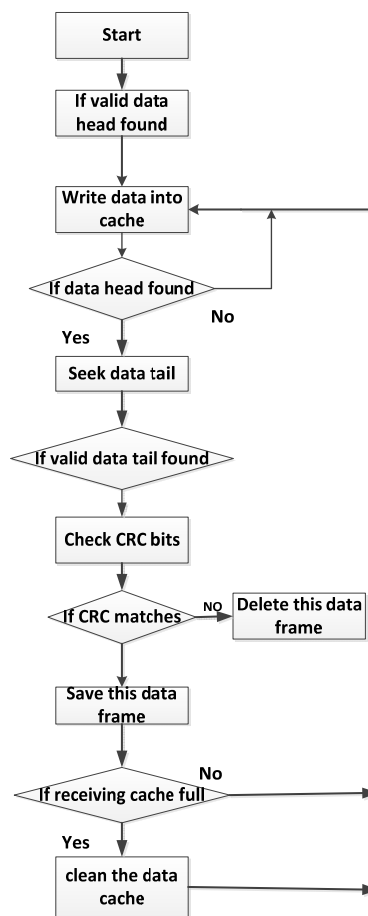 Start
If valid data
head found
Write data into
cache
If data head found
No
Yes
Seek data tail
If valid data tail found
Check CRC bits
If CRC matches
NO
Delete this data
frame
Save this data
frame
No
If receiving cache full
Yes
clean the data
cache